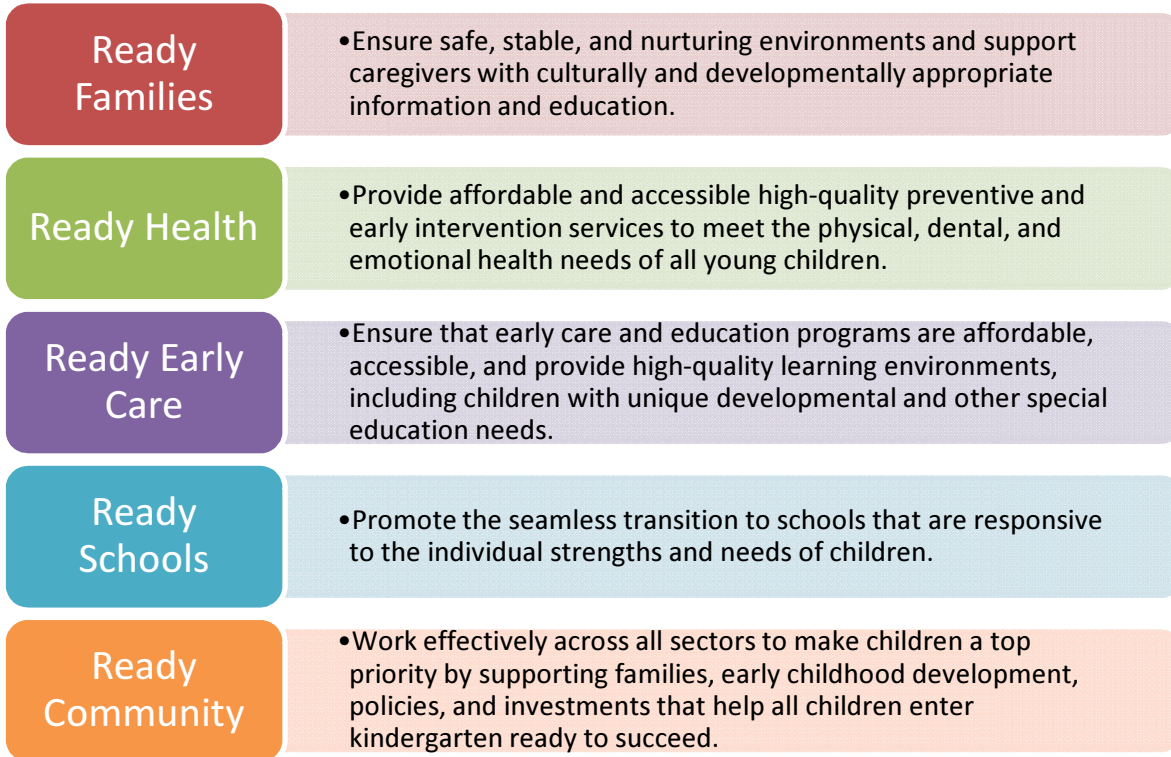 Ready
Families
•Ensure safe, stable, and nurturing environments and support
caregivers with culturally and developmentally appropriate
information and education.
Ready Health
•Provide affordable and accessible high-quality preventive and
early intervention services to meet the physical, dental, and
emotional health needs of all young children.
Ready Early
Care
•Ensure that early care and education programs are affordable,
accessible, and provide high-quality learning environments,
including children with unique developmental and other special
education needs.
Ready
Schools
•Promote the seamless transition to schools that are responsive
to the individual strengths and needs of children.
Ready
Community
•Work effectively across all sectors to make children a top
priority by supporting families, early childhood development,
policies, and investments that help all children enter
kindergarten ready to succeed.